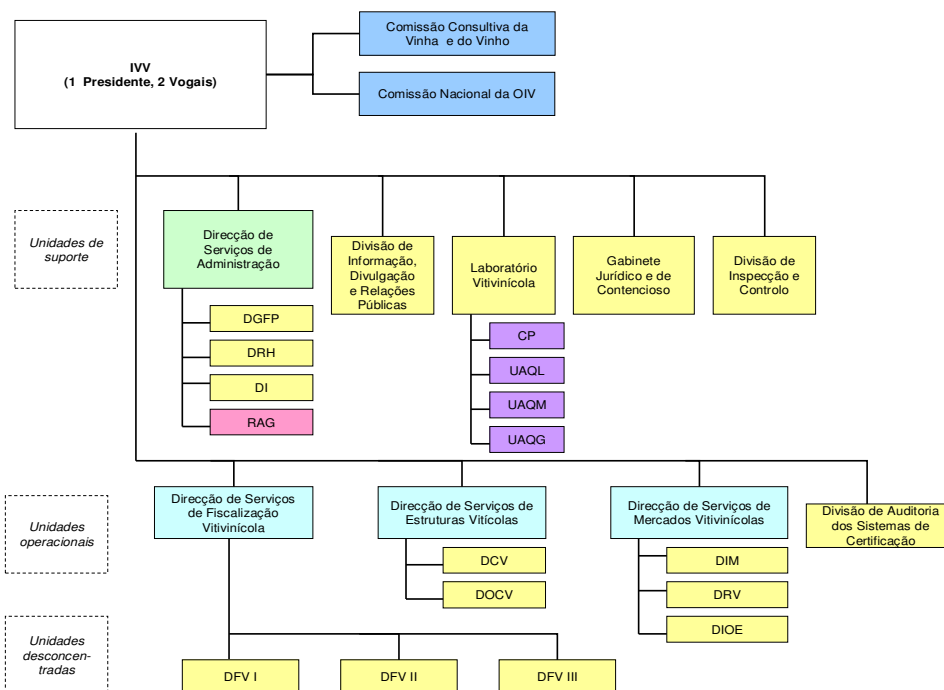 Comissão Consultiva da
Vinha e do Vinho
IVV
(1 Presidente, 2 Vogais)
Comissão Nacional da OIV
Unidades de
suporte
Direcção de
Serviços de
Administração
Divisão de
Informação,
Divulgação
e Relações
Públicas
Laboratório
Vitivinícola
Gabinete
Jurídico e de
Contencioso
Divisão de
Inspecção e
Controlo
DGFP
DRH
DI
RAG
CP
UAQL
UAQM
UAQG
Unidades
operacionais
Direcção de Serviços
de Fiscalização
Vitivinícola
Direcção de Serviços de
Estruturas Vitícolas
Direcção de Serviços de
Mercados Vitivinícolas
Divisão de Auditoria
dos Sistemas de
Certificação
DCV
DOCV
DIM
DRV
DIOE
Unidades
desconcen-
tradas
DFV I
DFV II
DFV III